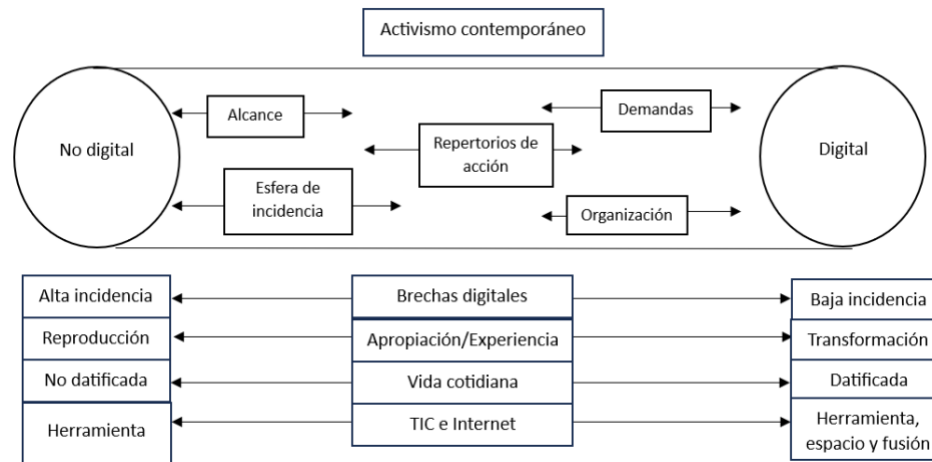 Activismo contemporáneo
No digital
Alcance
Esfera de
incidencia
Repertorios de
acción
Demandas
Organización
Digital
Alta incidencia
Brechas digitales
Baja incidencia
Reproducción
Apropiación/Experiencia
Transformación
No datificada
Vida cotidiana
Datificada
Herramienta
TIC e Internet
Herramienta,
espacio y fusión